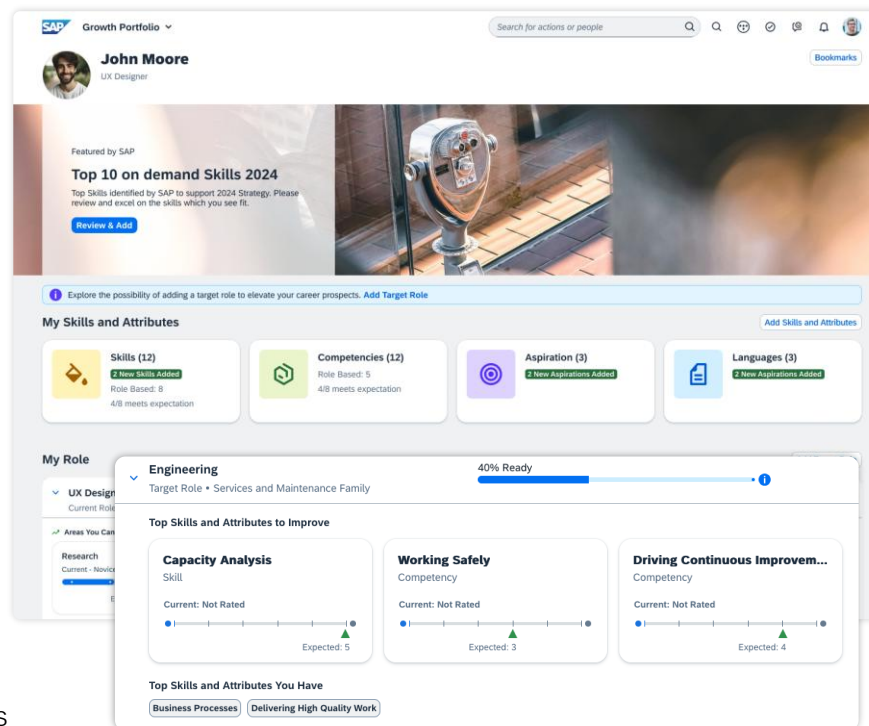 SAP Growth Portfolio
Search for actions or people
John Moore
UX Designer
Bookmarks
Featured by SAP
Top 10 on demand Skills 2024
Top Skills identified by SAP to support 2024 Strategy. Please
review and excel on the skills which you see fit.
Review & Add
Explore the possibility of adding a target role to elevate your career prospects. Add Target Role
My Skills and Attributes
Add Skills and Attributes
Skills (12)
2 New Skills Added
Role Based: 8
4/8 meets expectation
Competencies (12)
Role Based: 5
4/8 meets expectation
Aspiration (3)
2 New Aspirations Added
Languages (3)
2 New Aspirations Added
My Role
UX Design
Current Role
Areas You Can
Research
Current - Novice
Engineering
Target Role • Services and Maintenance Family
40% Ready
Top Skills and Attributes to Improve
Capacity Analysis
Skill
Current: Not Rated
Expected: 5
Working Safely
Competency
Current: Not Rated
Expected: 3
Driving Continuous Improvem...
Competency
Current: Not Rated
Expected: 4
Top Skills and Attributes You Have
Business Processes
Delivering High Quality Work